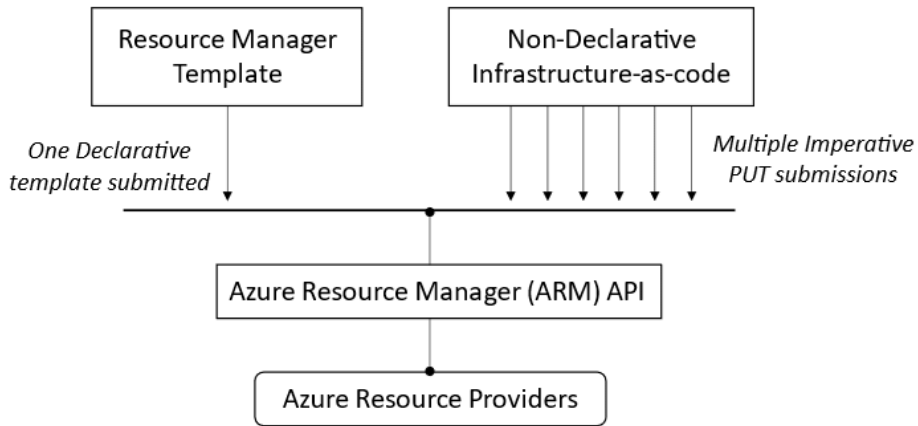 Resource Manager
Template
Non-Declarative
Infrastructure-as-code
One Declarative
template submitted
Multiple Imperative
PUT submissions
Azure Resource Manager (ARM) API
Azure Resource Providers